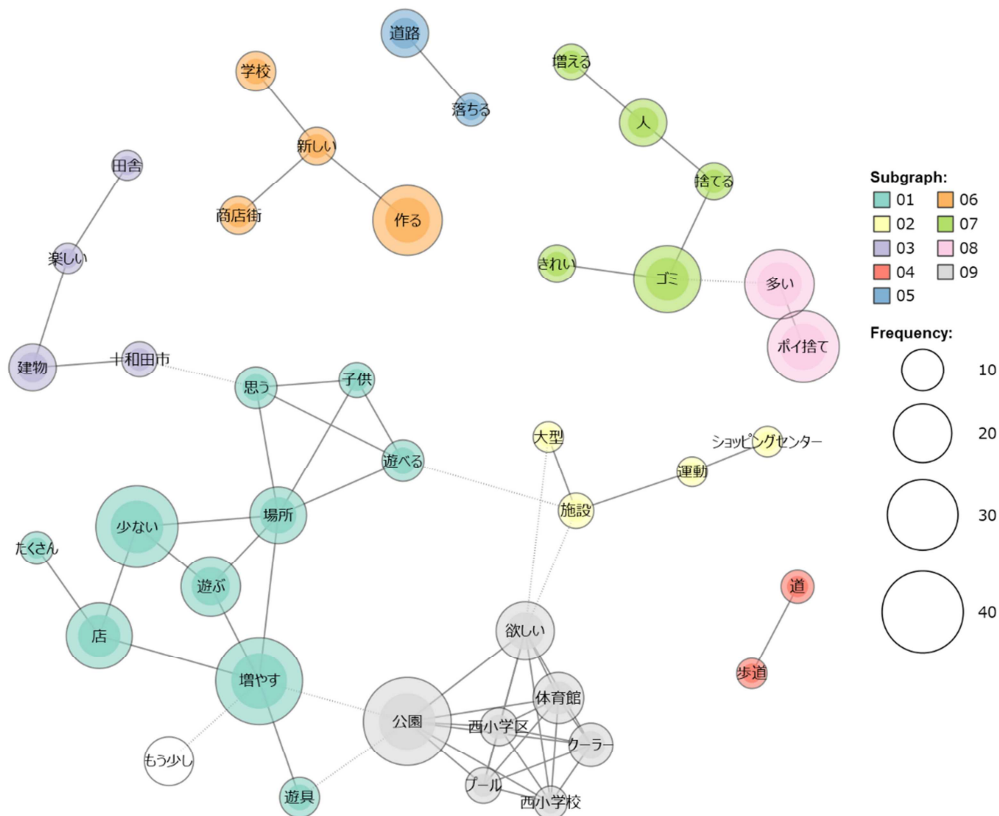 道路
落ちる
学校
新しい
商店街
作る
増える
人
捨てる
きれい
ゴミ
多い
ポイ捨て
田舎
楽しい
建物
十和田市
思う
子供
遊べる
場所
少ない
たくさん
遊ぶ
店
増やす
もう少し
遊具
大型
ショッピングセンター
運動
施設
道
歩道
欲しい
公園
体育館
西小学区
クーラー
プール
西小学校
Subgraph:
01 06
02 07
03 08
04 09
05
Frequency:
10
20
30
40